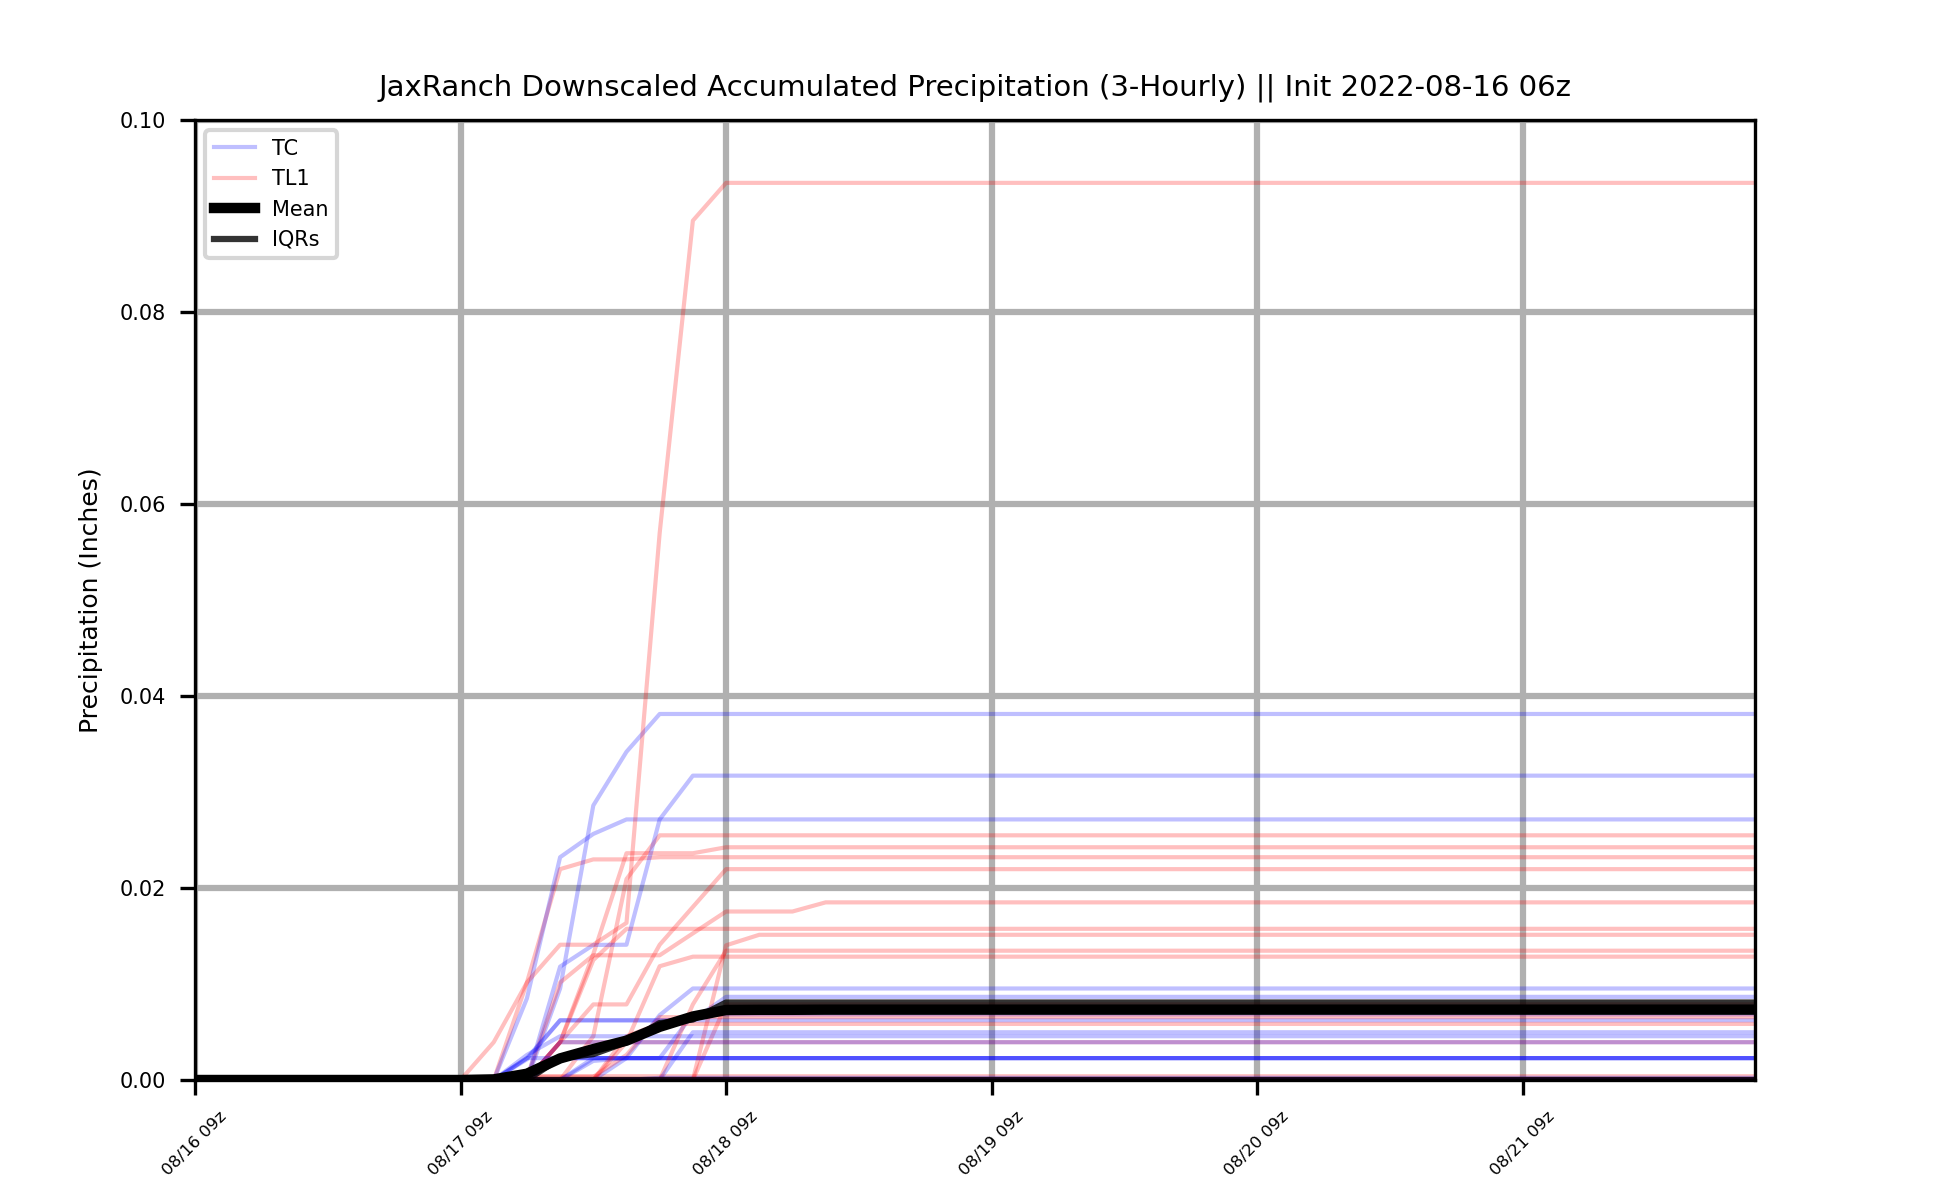 JaxRanch Downscaled Accumulated Precipitation (3-Hourly) || Init 2022-08-16 06z
0.10
0.08
0.06
0.04
0.02
0.00
Precipitation (Inches)
TC
TL1
Mean
IQRs
08/16 09z
08/17 09z
08/18 09z
08/19 09z
08/20 09z
08/21 09z